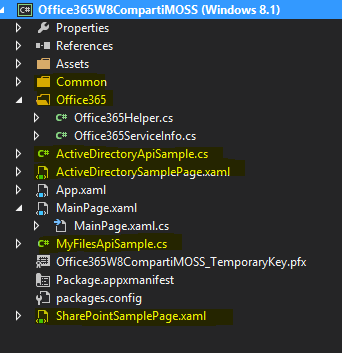 C# Office365W8CompartiMOSS (Windows 8.1)
Properties
References
Assets
Common
Office365
C# Office365Helper.cs
C# Office365ServiceInfo.cs
C# ActiveDirectoryApiSample.cs
ActiveDirectorySamplePage.xaml
App.xaml
MainPage.xaml
MainPage.xaml.cs
C# MyFilesApiSample.cs
Office365W8CompartiMOSS_TemporaryKey.pfx
Package.appxmanifest
packages.config
SharePointSamplePage.xaml